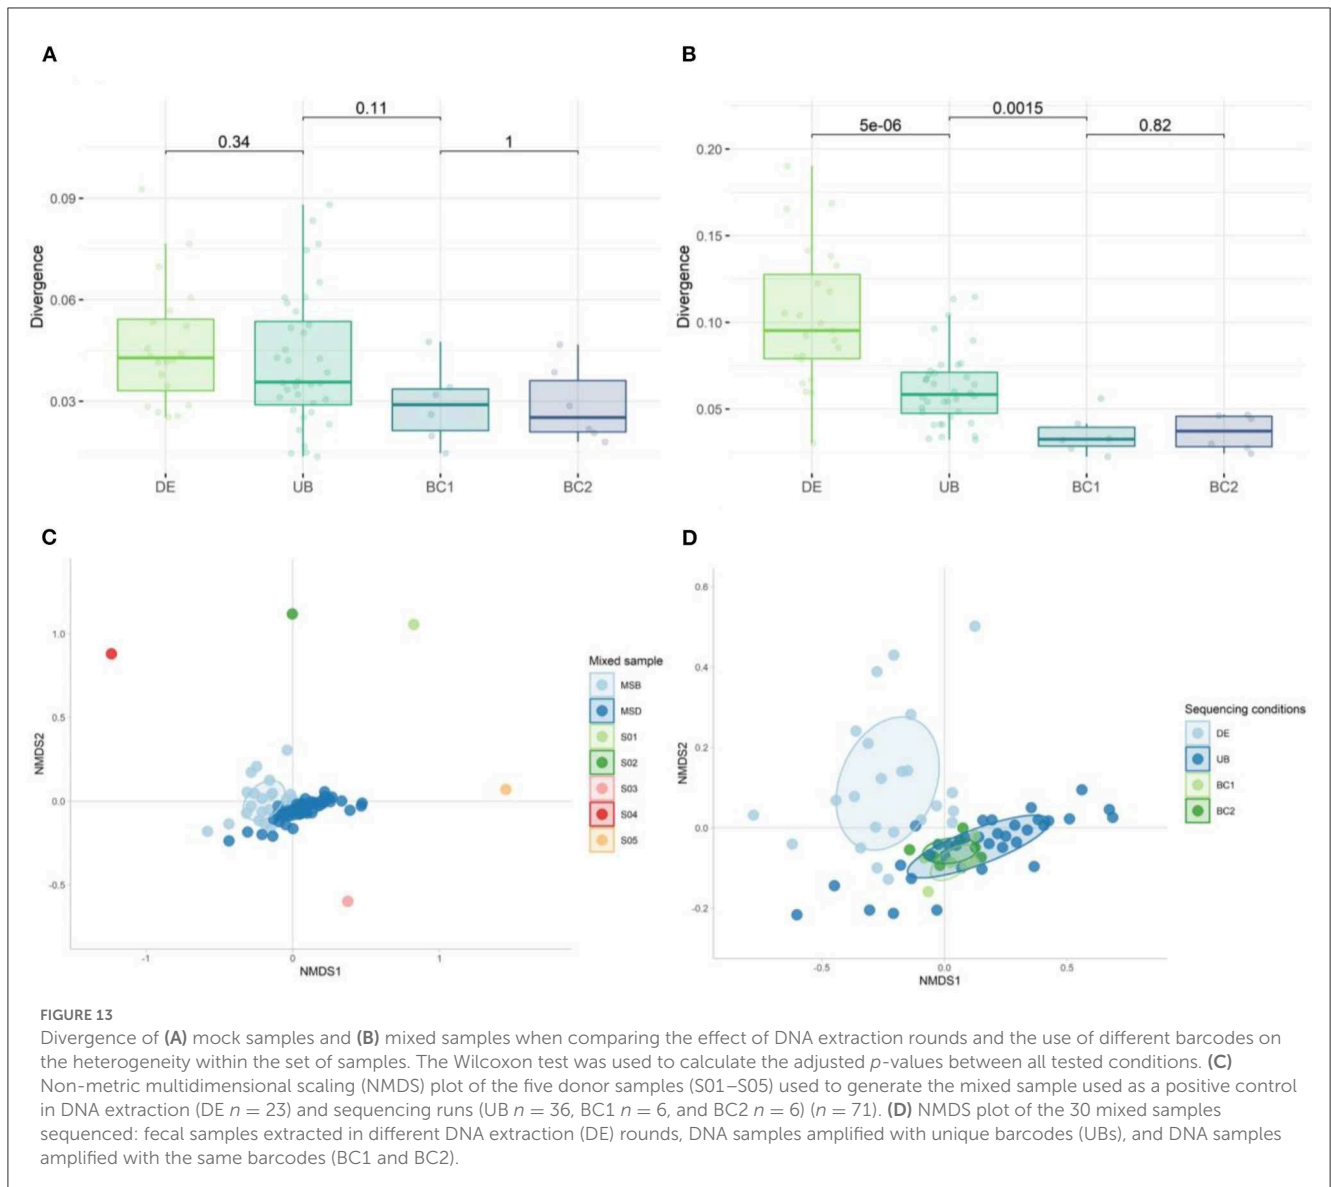 A
0.11
0.34
1
0.09
0.06
0.03
Divergence
DE
UB
BC1
BC2
B
0.0015
5e-06
0.82
0.20
0.15
0.10
0.05
Divergence
DE
UB
BC1
BC2
C
1.0
0.5
0.0
-0.5
NMDS2
-1
0
1
NMDS1
Mixed sample
MSB
MSD
S01
S02
S03
S04
S05
D
0.6
0.4
0.2
0.0
-0.2
NMDS2
-0.5
0.0
0.5
NMDS1
Sequencing conditions
DE
UB
BC1
BC2
FIGURE 13
Divergence of (A) mock samples and (B) mixed samples when comparing the effect of DNA extraction rounds and the use of different barcodes on
the heterogeneity within the set of samples. The Wilcoxon test was used to calculate the adjusted p-values between all tested conditions. (C)
Non-metric multidimensional scaling (NMDS) plot of the five donor samples (S01–S05) used to generate the mixed sample used as a positive control
in DNA extraction (DE n = 23) and sequencing runs (UB n = 36, BC1 n = 6, and BC2 n = 6) (n = 71). (D) NMDS plot of the 30 mixed samples
sequenced: fecal samples extracted in different DNA extraction (DE) rounds, DNA samples amplified with unique barcodes (UBs), and DNA samples
amplified with the same barcodes (BC1 and BC2).